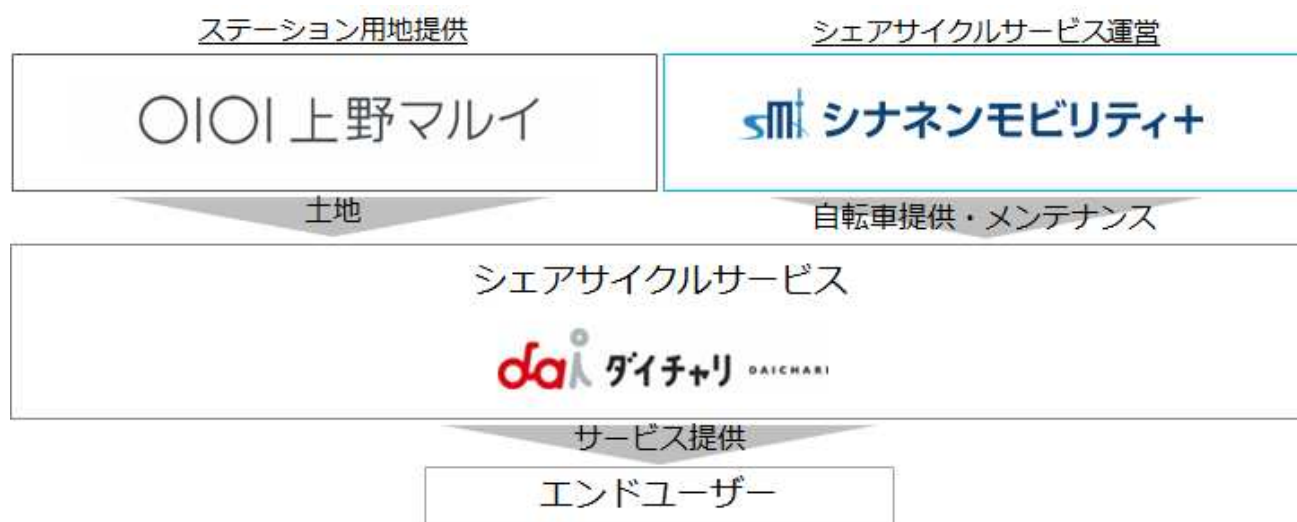 ステーション用地提供
シェアサイクルサービス運営
OIOI 上野マルイ
smt シナネンモビリティ+
土地
自転車提供・メンテナンス
シェアサイクルサービス
dai ダイチャリ DAICHARI
サービス提供
エンドユーザー